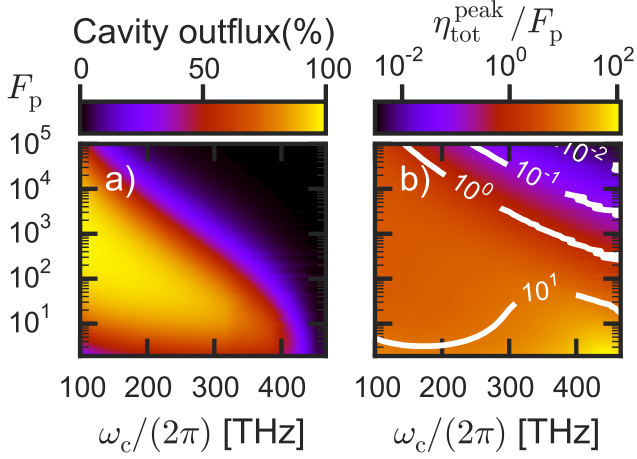 Cavity outflux(%)
0 50 100
η_tot^peak/F_p
10^-2 10^0 10^2
F_p
10^5
10^4
10^3
10^2
10^1
a)
100 200 300 400
ω_c/(2π) [THz]
b)
10^-2
10^-1
10^0
10^1
100 200 300 400
ω_c/(2π) [THz]